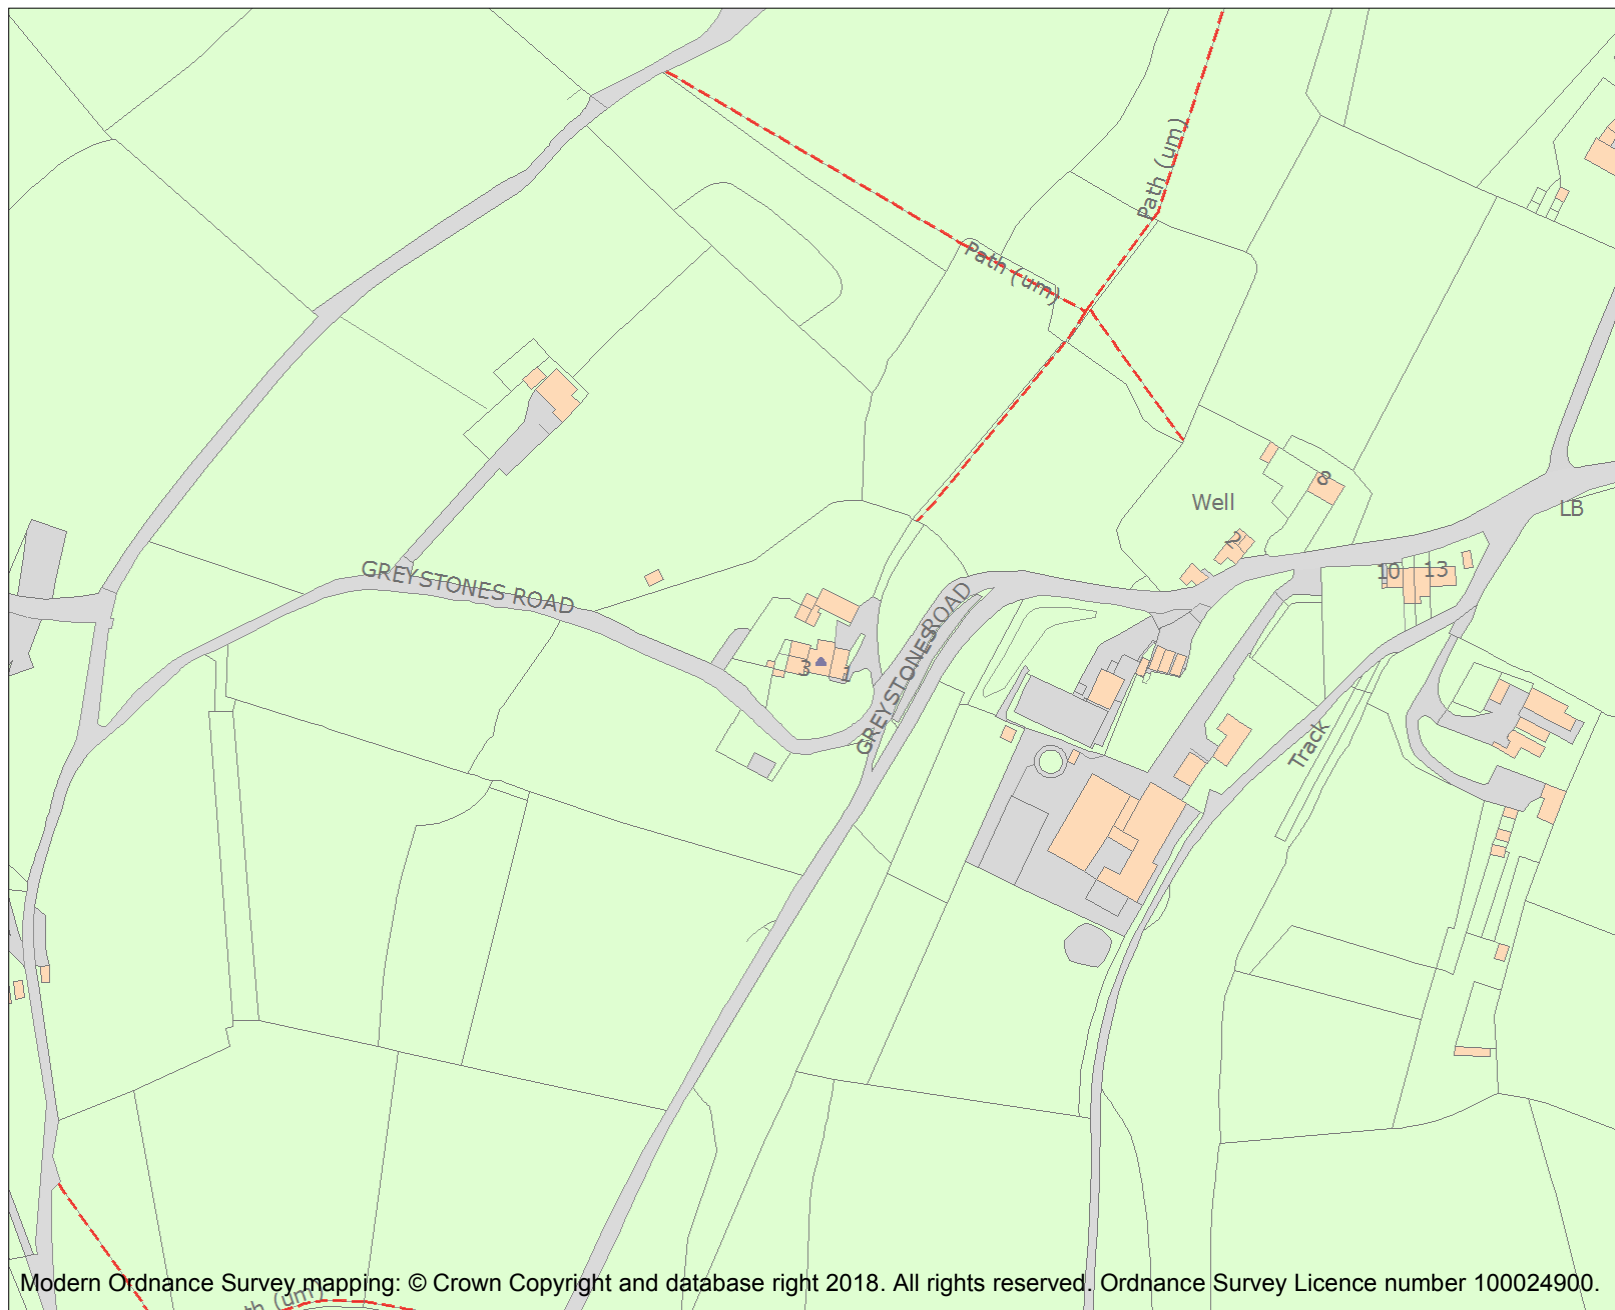 Path (um)
Path (um)
8
Well
LB
2
GREYSTONES ROAD
10
13
GREYSTONES ROAD
3
1
Track
Modern Ordnance Survey mapping: © Crown Copyright and database right 2018. All rights reserved. Ordnance Survey Licence number 100024900.
(um)